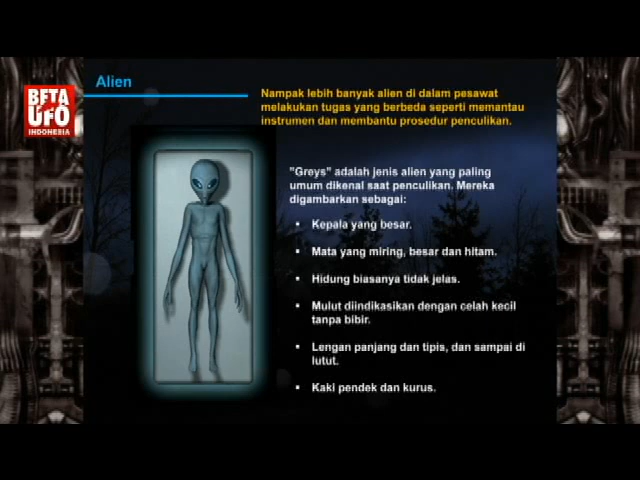 Alien
BETA
UFO
INDONESIA
Nampak lebih banyak alien di dalam pesawat
melakukan tugas yang berbeda seperti memantau
instrumen dan membantu prosedur penculikan.
"Greys" adalah jenis alien yang paling
umum dikenal saat penculikan. Mereka
digambarkan sebagai:
▪ Kepala yang besar.
▪ Mata yang miring, besar dan hitam.
▪ Hidung biasanya tidak jelas.
▪ Mulut diindikasikan dengan celah kecil
tanpa bibir.
▪ Lengan panjang dan tipis, dan sampai di
lutut.
▪ Kaki pendek dan kurus.